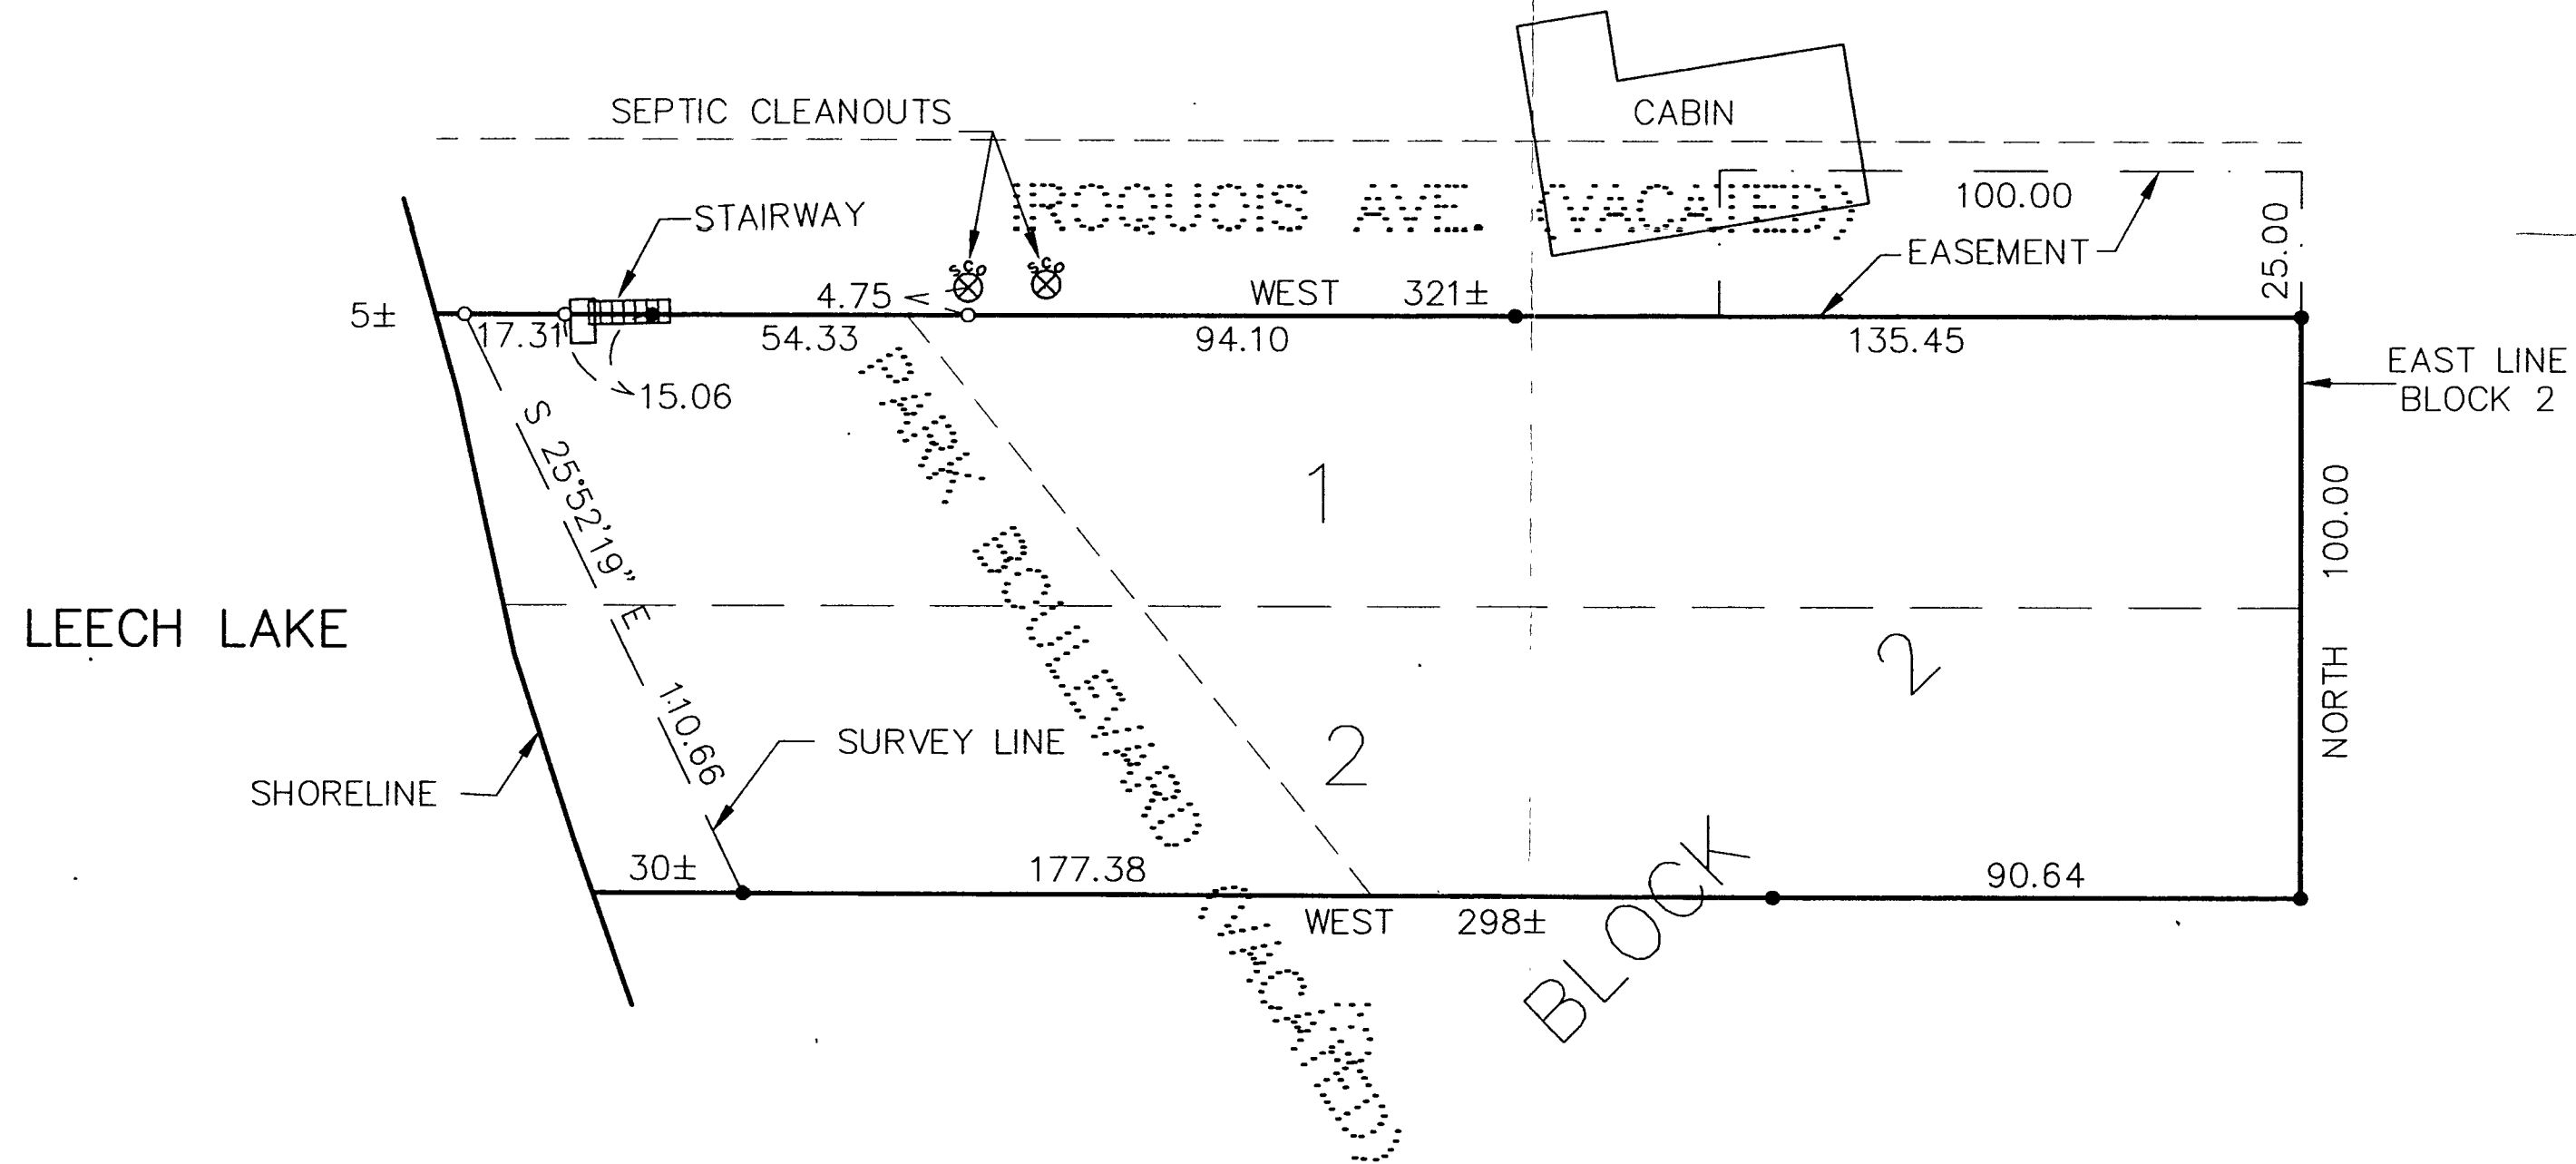 CABIN
SEPTIC CLEANOUTS
IROQUOIS AVE. (VACATED)
100.00
STAIRWAY
25.00
EASEMENT
SCO
SCO
4.75
WEST 321±
5±
17.31
54.33
94.10
135.45
15.06
EAST LINE
BLOCK 2
S 25°52'19" E 110.66
PARK BOULEVARD (VACATED)
1
NORTH 100.00
LEECH LAKE
2
2
BLOCK
SURVEY LINE
SHORELINE
30±
177.38
90.64
WEST 298±